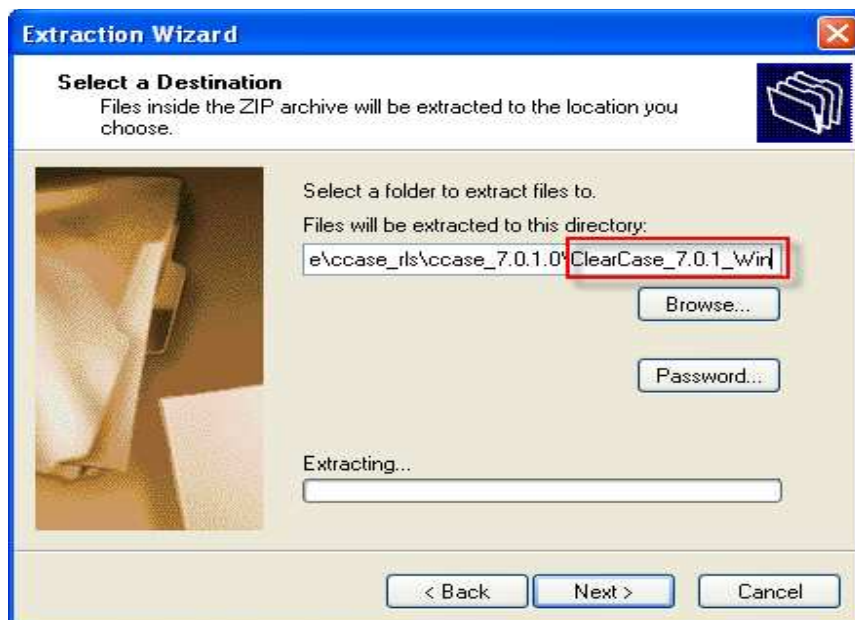 Extraction Wizard
Select a Destination
Files inside the ZIP archive will be extracted to the location you
choose.
Select a folder to extract files to.
Files will be extracted to this directory:
e\ccase_rls\ccase_7.0.1.0\ClearCase_7.0.1_Win
Browse...
Password...
Extracting...
< Back Next > Cancel